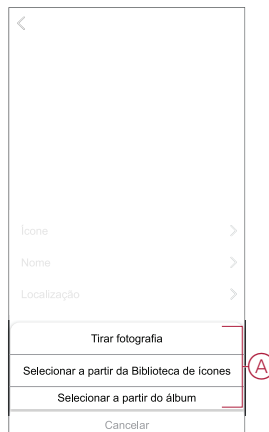 Ícone
Nome
Localização
Tirar fotografia
Selecionar a partir da Biblioteca de ícones
A
Selecionar a partir do álbum
Cancelar